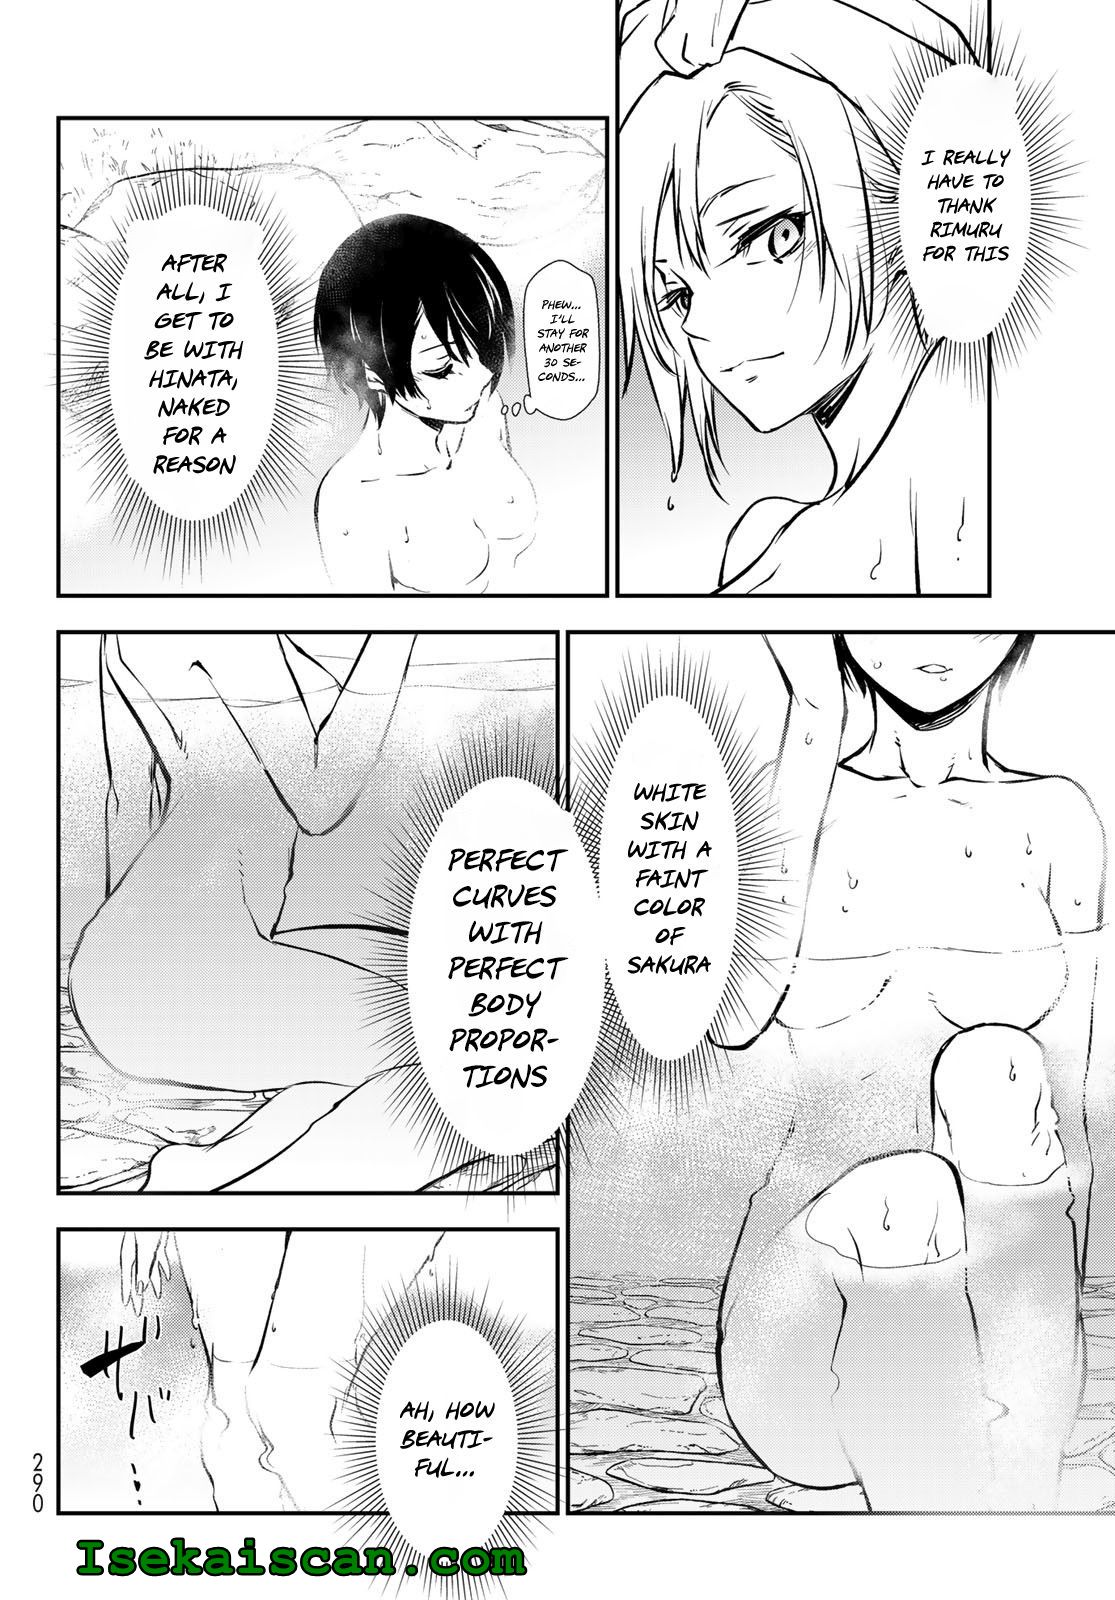 I REALLY
HAVE TO
THANK
RIMURU
FOR THIS
PHEW...
I'LL
STAY FOR
ANOTHER
30 SE-
CONDS...
AFTER
ALL, I
GET TO
BE WITH
HINATA,
NAKED
FOR A
REASON
WHITE
SKIN
WITH A
FAINT
COLOR
OF
SAKURA
PERFECT
CURVES
WITH
PERFECT
BODY
PROPOR-
TIONS
AH, HOW
BEAUTI-
FUL...
ザバ
290
Isekaiscan.com